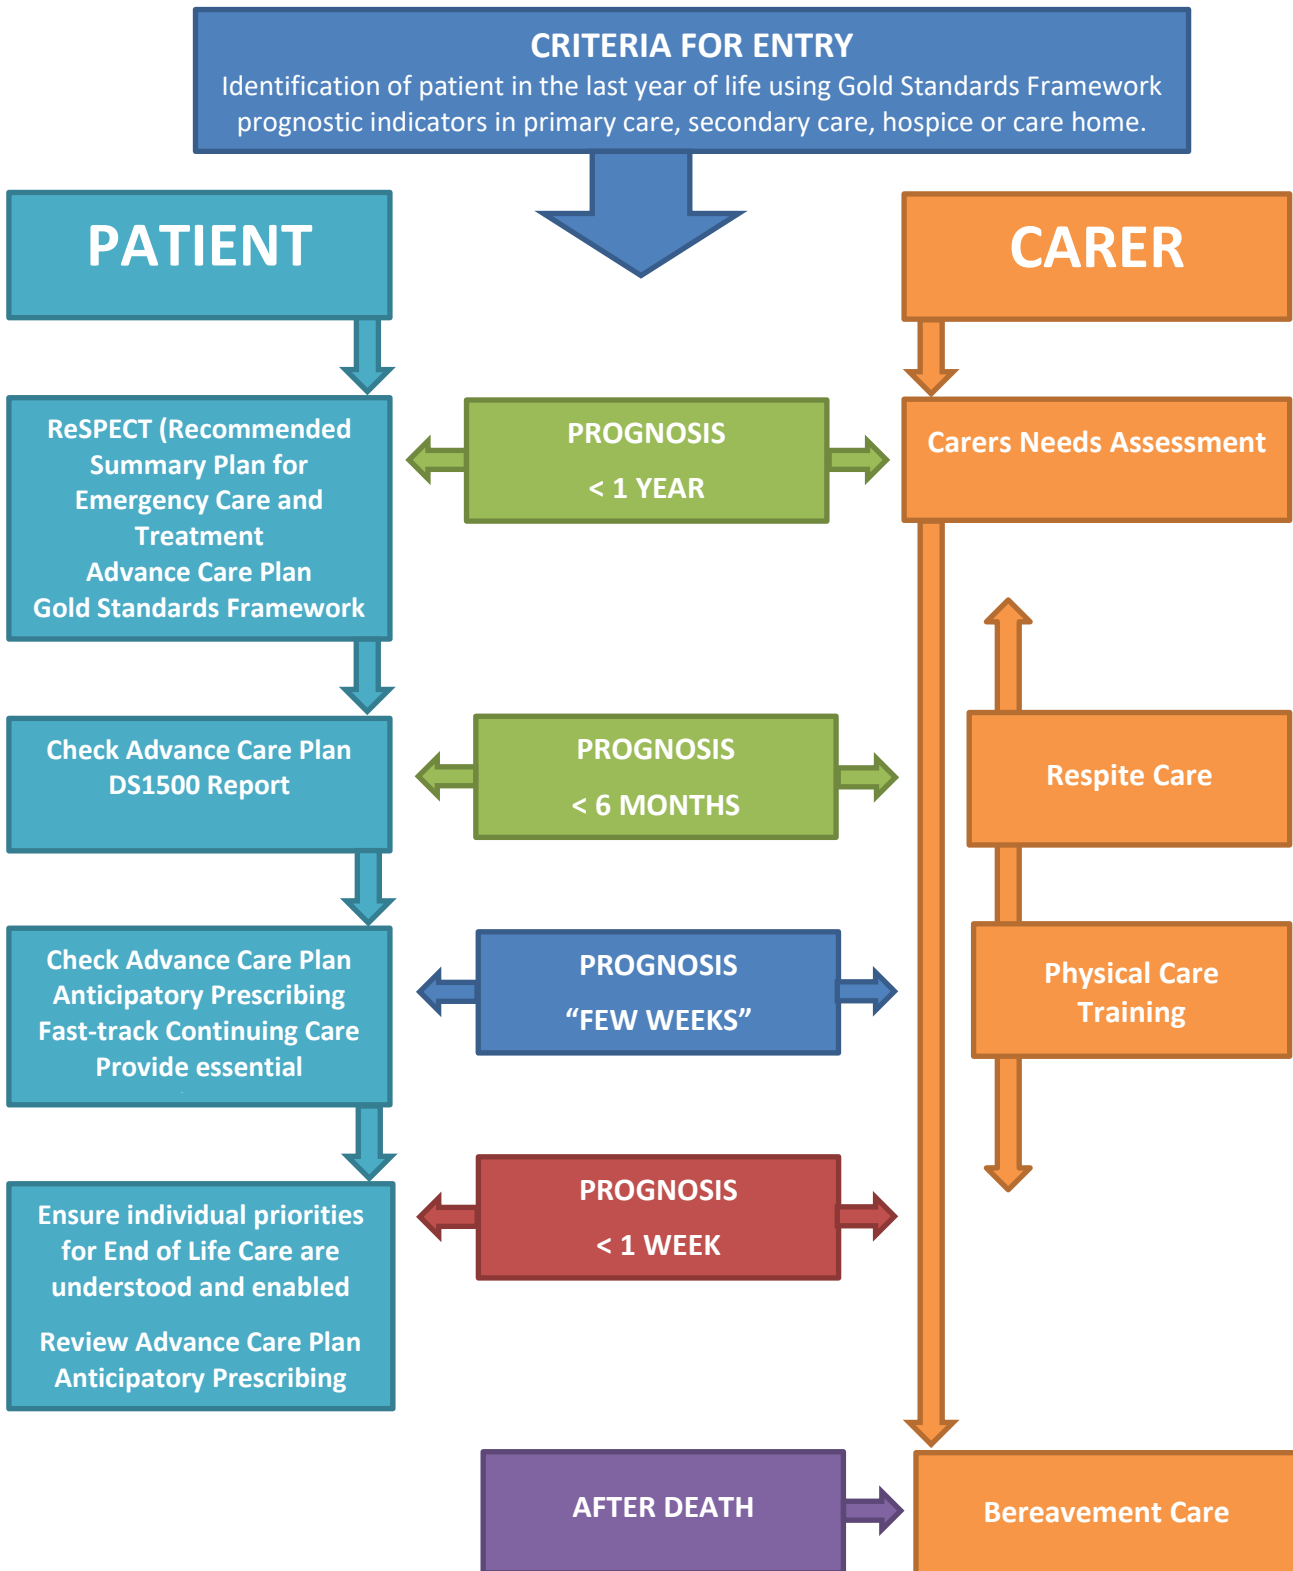 CRITERIA FOR ENTRY
Identification of patient in the last year of life using Gold Standards Framework
prognostic indicators in primary care, secondary care, hospice or care home.
PATIENT
CARER
ReSPECT (Recommended
Summary Plan for
Emergency Care and
Treatment
Advance Care Plan
Gold Standards Framework
PROGNOSIS
< 1 YEAR
Carers Needs Assessment
Check Advance Care Plan
DS1500 Report
PROGNOSIS
< 6 MONTHS
Respite Care
Check Advance Care Plan
Anticipatory Prescribing
Fast-track Continuing Care
Provide essential
PROGNOSIS
“FEW WEEKS”
Physical Care
Training
Ensure individual priorities
for End of Life Care are
understood and enabled
Review Advance Care Plan
Anticipatory Prescribing
PROGNOSIS
< 1 WEEK
AFTER DEATH
Bereavement Care